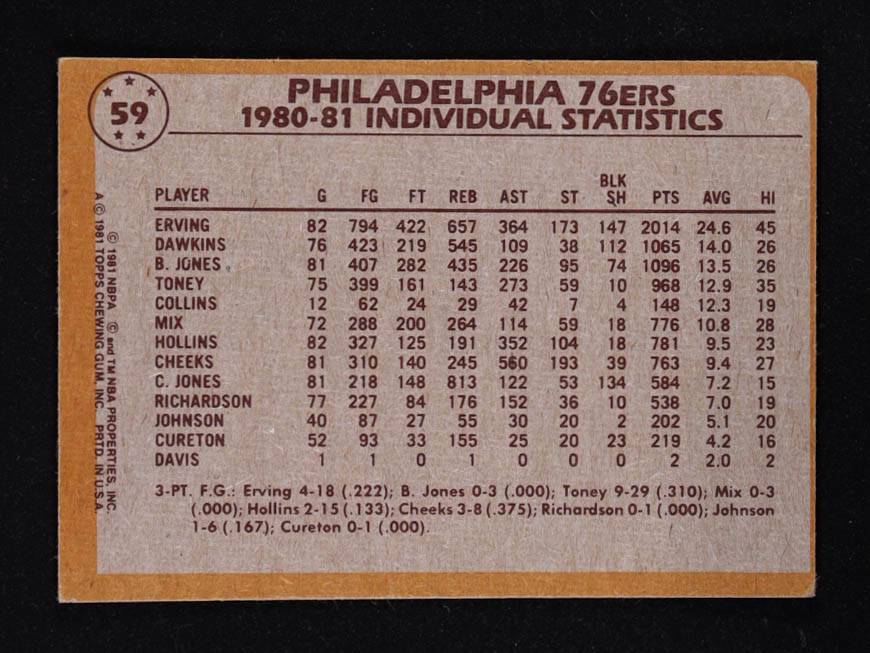 59
PHILADELPHIA 76ERS
1980-81 INDIVIDUAL STATISTICS
PLAYER G FG FT REB AST ST BLK SH PTS AVG HI
ERVING 82 794 422 657 364 173 147 2014 24.6 45
DAWKINS 76 423 219 545 109 38 112 1065 14.0 26
B. JONES 81 407 282 435 226 95 74 1096 13.5 26
TONEY 75 399 161 143 273 59 10 968 12.9 35
COLLINS 12 62 24 29 42 7 4 148 12.3 19
MIX 72 288 200 264 114 59 18 776 10.8 28
HOLLINS 82 327 125 191 352 104 18 781 9.5 23
CHEEKS 81 310 140 245 560 193 39 763 9.4 27
C. JONES 81 218 148 813 122 53 134 584 7.2 15
RICHARDSON 77 227 84 176 152 36 10 538 7.0 19
JOHNSON 40 87 27 55 30 20 2 202 5.1 20
CURETON 52 93 33 155 25 20 23 219 4.2 16
DAVIS 1 1 0 1 0 0 0 2 2.0 2
3-PT. F.G.: Erving 4-18 (.222); B. Jones 0-3 (.000); Toney 9-29 (.310); Mix 0-3
(.000); Hollins 2-15 (.133); Cheeks 3-8 (.375); Richardson 0-1 (.000); Johnson
1-6 (.167); Cureton 0-1 (.000).
© 1981 NBPA © and TM NBA PROPERTIES, INC.
A © 1981 TOPPS CHEWING GUM, INC. PRTD. IN U.S.A.